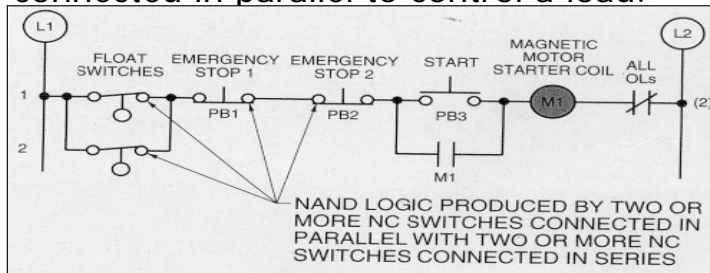 connected in parallel to control a load.
L1
L2
FLOAT
SWITCHES
EMERGENCY
STOP 1
EMERGENCY
STOP 2
START
MAGNETIC
MOTOR
STARTER COIL
ALL
OLs
1
PB1
PB2
PB3
M1
(2)
2
M1
NAND LOGIC PRODUCED BY TWO OR
MORE NC SWITCHES CONNECTED IN
PARALLEL WITH TWO OR MORE NC
SWITCHES CONNECTED IN SERIES